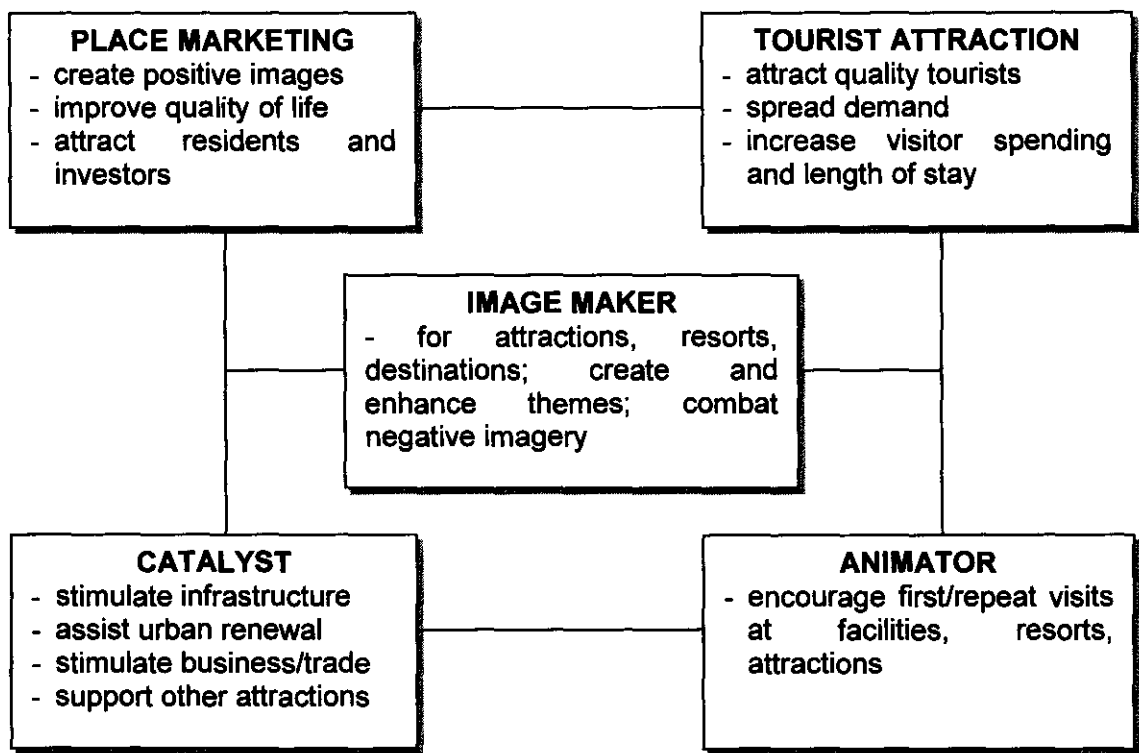 PLACE MARKETING
- create positive images
- improve quality of life
- attract residents and
investors
TOURIST ATTRACTION
- attract quality tourists
- spread demand
- increase visitor spending
and length of stay
IMAGE MAKER
- for attractions, resorts,
destinations; create and
enhance themes; combat
negative imagery
CATALYST
- stimulate infrastructure
- assist urban renewal
- stimulate business/trade
- support other attractions
ANIMATOR
- encourage first/repeat visits
at facilities, resorts,
attractions